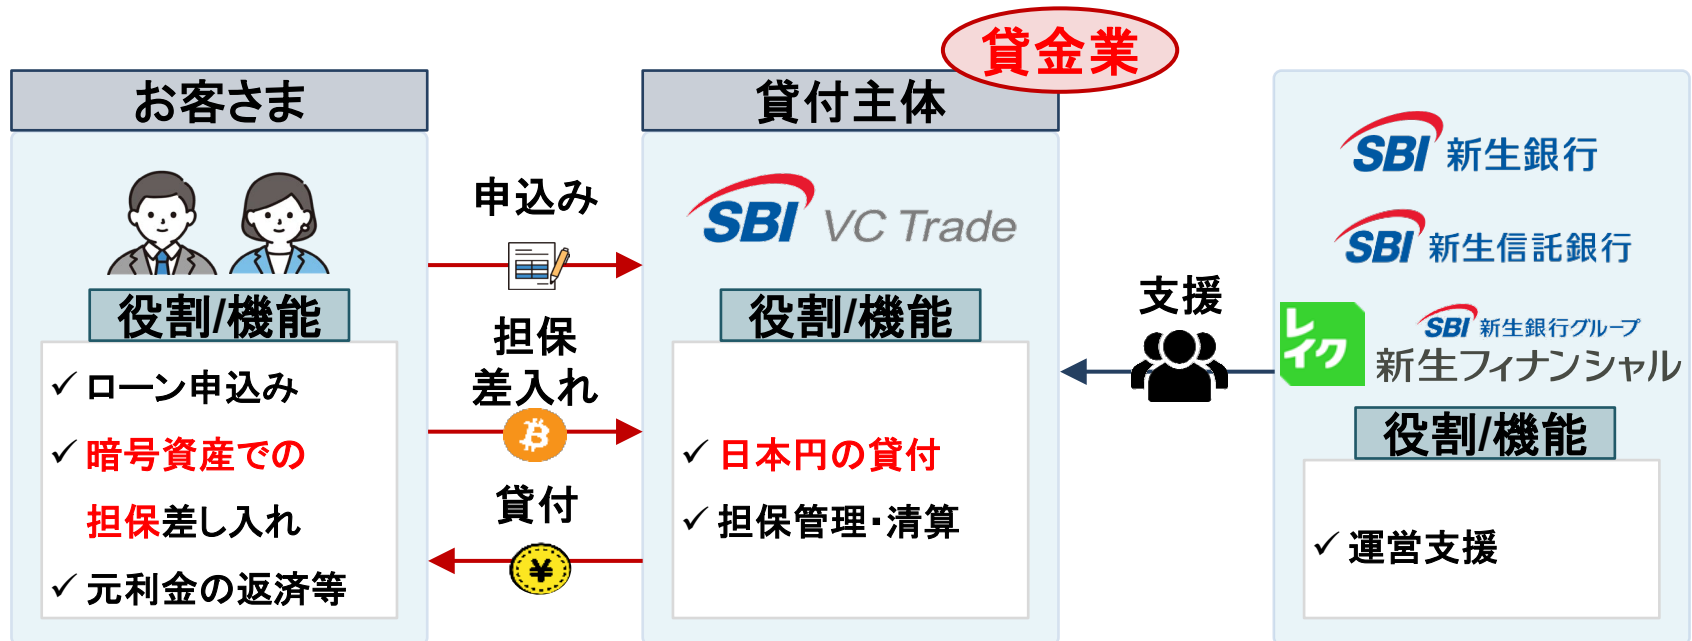 貸金業
お客さま
役割/機能
✓ ローン申込み
✓ 暗号資産での
担保差し入れ
✓ 元利金の返済等
申込み
担保
差入れ
貸付
貸付主体
SBI VC Trade
役割/機能
✓ 日本円の貸付
✓ 担保管理・清算
支援
SBI 新生銀行
SBI 新生信託銀行
レイク
SBI 新生銀行グループ
新生フィナンシャル
役割/機能
✓ 運営支援